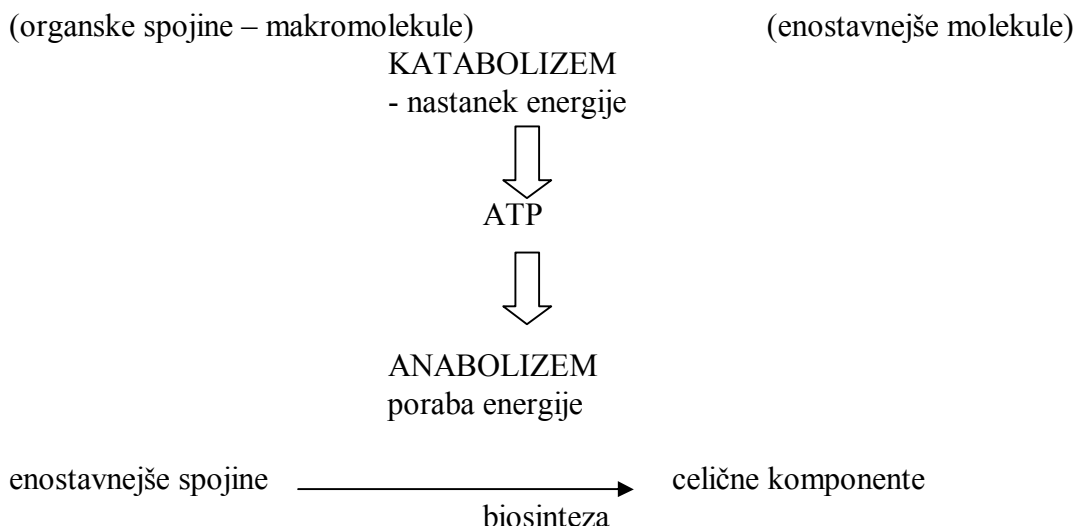 (organske spojine – makromolekule) (enostavnejše molekule)
KATABOLIZEM
- nastanek energije
ATP
ANABOLIZEM
poraba energije
enostavnejše spojine celične komponente
biosinteza